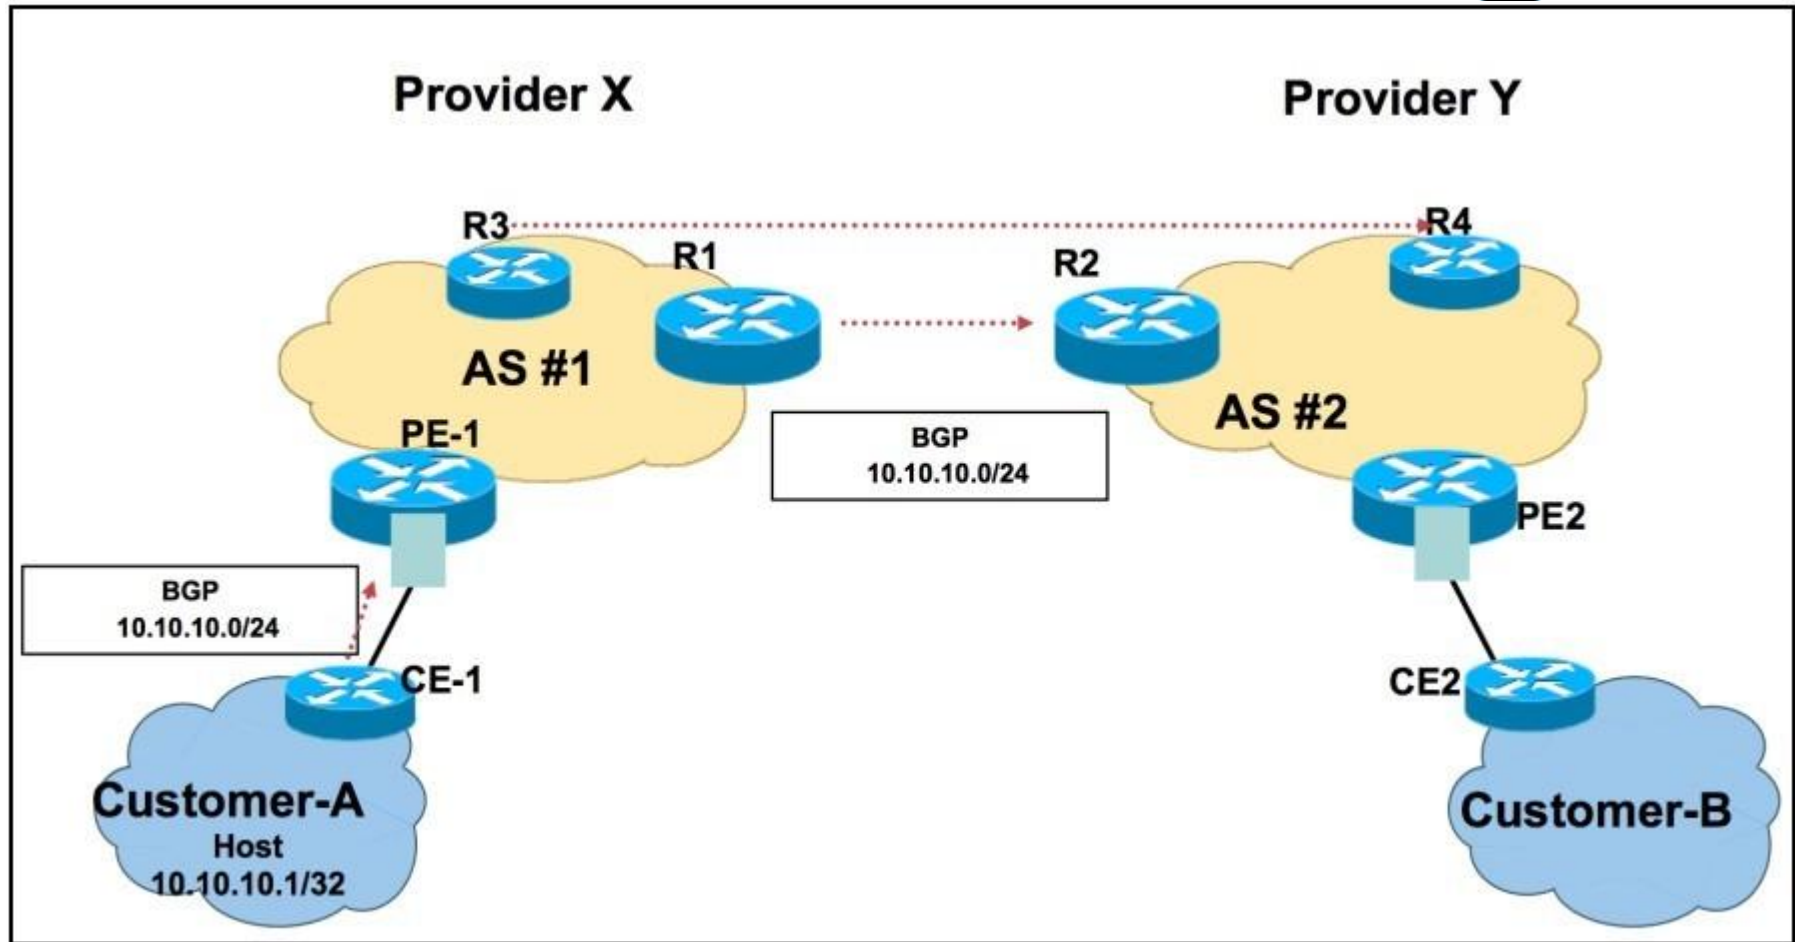 Provider X
Provider Y
R3
R4
R1
R2
AS #1
AS #2
PE-1
BGP
10.10.10.0/24
PE2
BGP
10.10.10.0/24
CE-1
CE2
Customer-A
Host
10.10.10.1/32
Customer-B